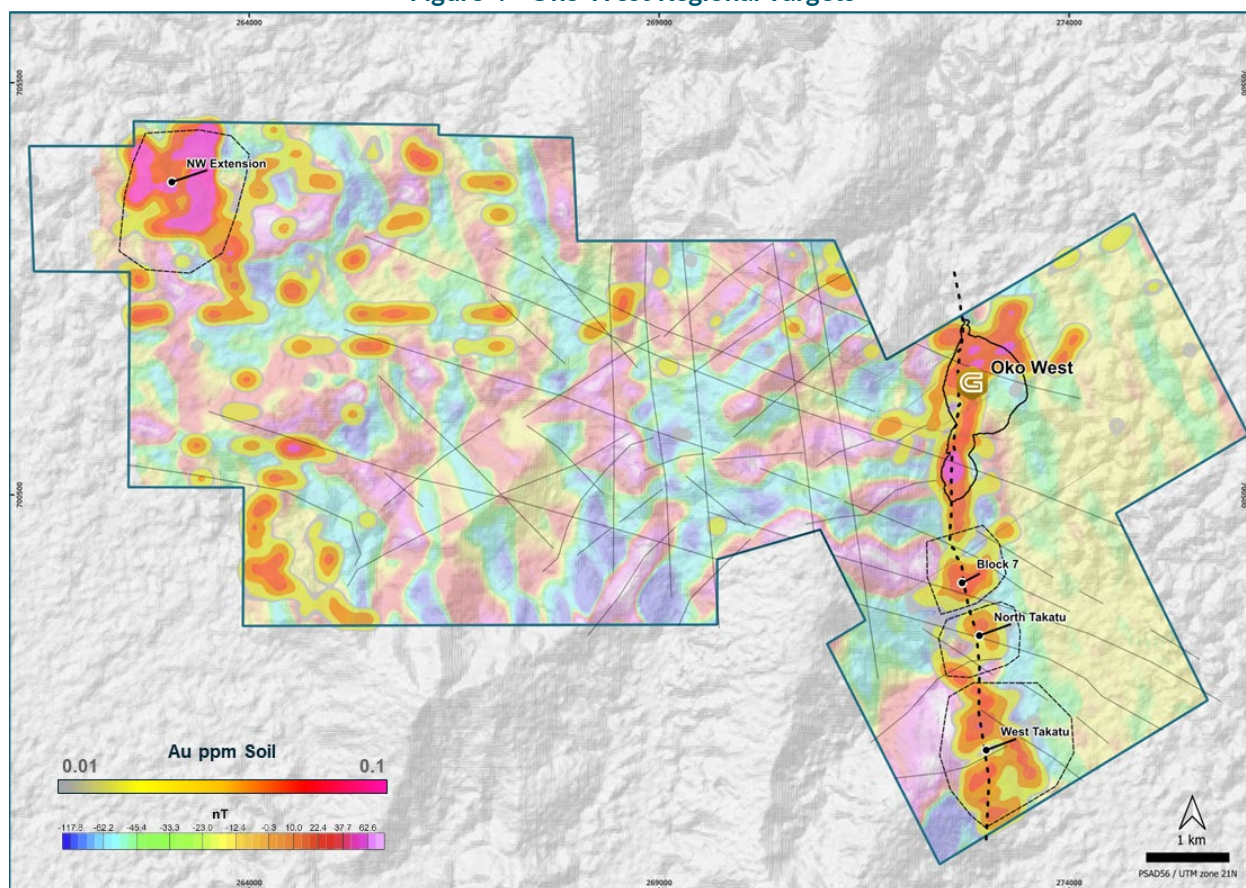 Figure - Oko West Regional Targets
264000 269000 274000
705500 705500
NW Extension
Oko West
700500 700500
Block 7
North Takatu
West Takatu
Au ppm Soil
0.01 0.1
nT
-117.8 -62.2 -45.4 -33.3 -23.0 -12.4 -0.3 10.0 22.4 37.7 62.6
1 km
PSAD56 / UTM zone 21N
264000 269000 274000